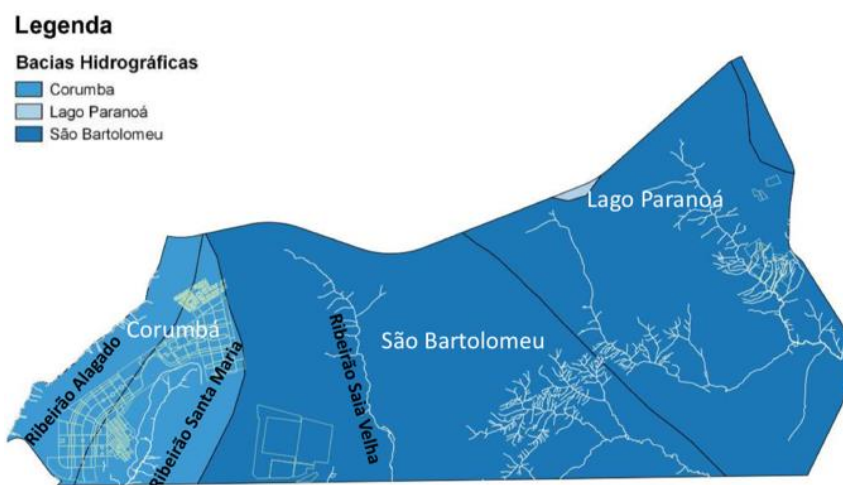 Legenda
Bacias Hidrográficas
Corumba
Lago Paranoá
São Bartolomeu
Lago Paranoá
Corumbá
São Bartolomeu
Ribeirão Alagado
Ribeirão Santa Maria
Ribeirão Saia Velha